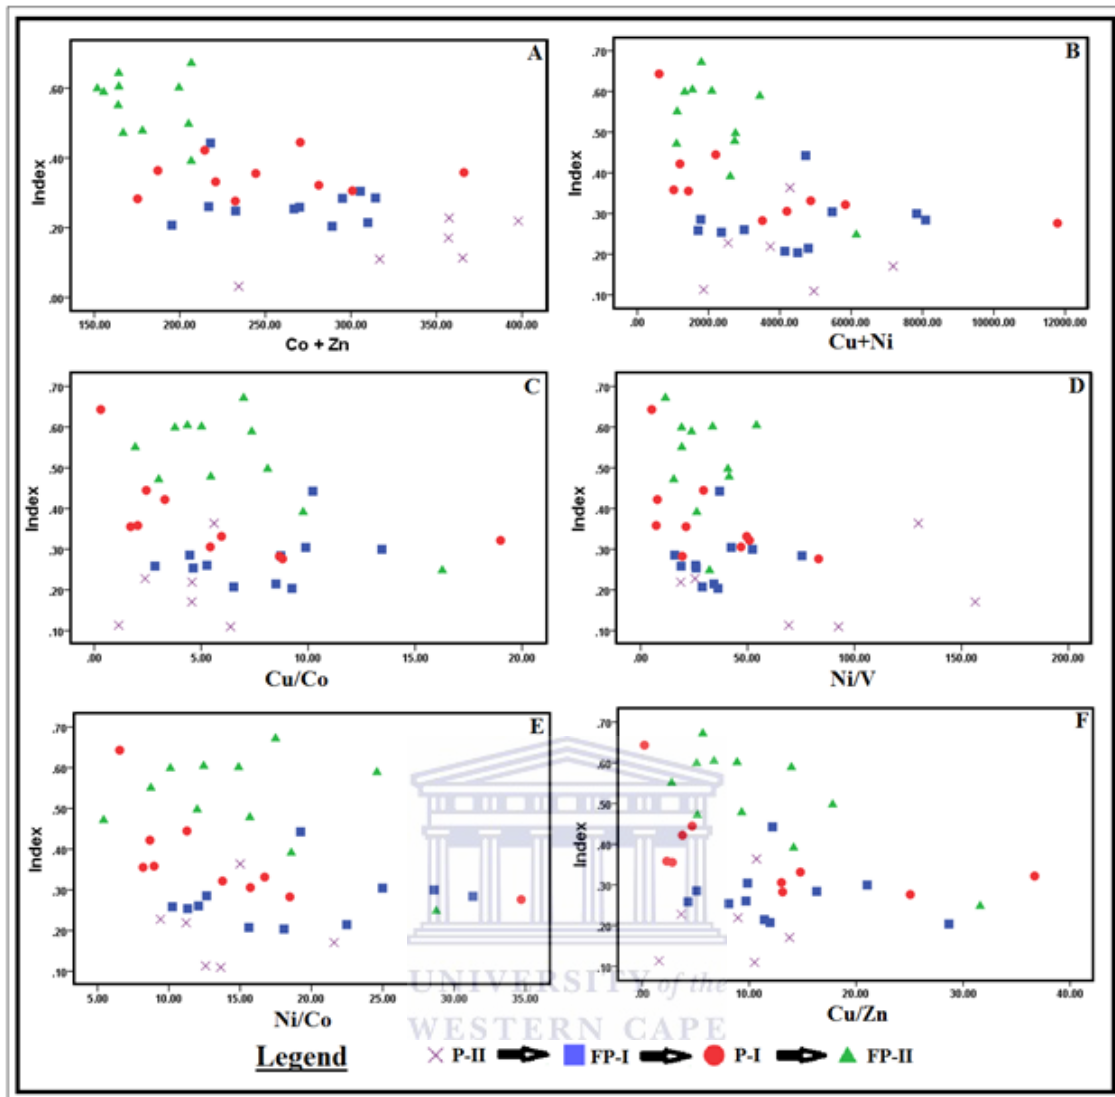 A
B
Index
.60
.40
.20
.00
150.00 200.00 250.00 300.00 350.00 400.00
Co + Zn
Index
.70
.60
.50
.40
.30
.20
.10
.00 2000.00 4000.00 6000.00 8000.00 10000.00 12000.00
Cu+Ni
C
D
Index
.70
.60
.50
.40
.30
.20
.10
.00 5.00 10.00 15.00 20.00
Cu/Co
Index
.70
.60
.50
.40
.30
.20
.10
.00 50.00 100.00 150.00 200.00
Ni/V
E
F
Index
.70
.60
.50
.40
.30
.20
.10
5.00 10.00 15.00 20.00 25.00 30.00 35.00
Ni/Co
Index
.70
.60
.50
.40
.30
.20
.10
.00 10.00 20.00 30.00 40.00
Cu/Zn
UNIVERSITY of the
WESTERN CAPE
Legend P-II FP-I P-I FP-II